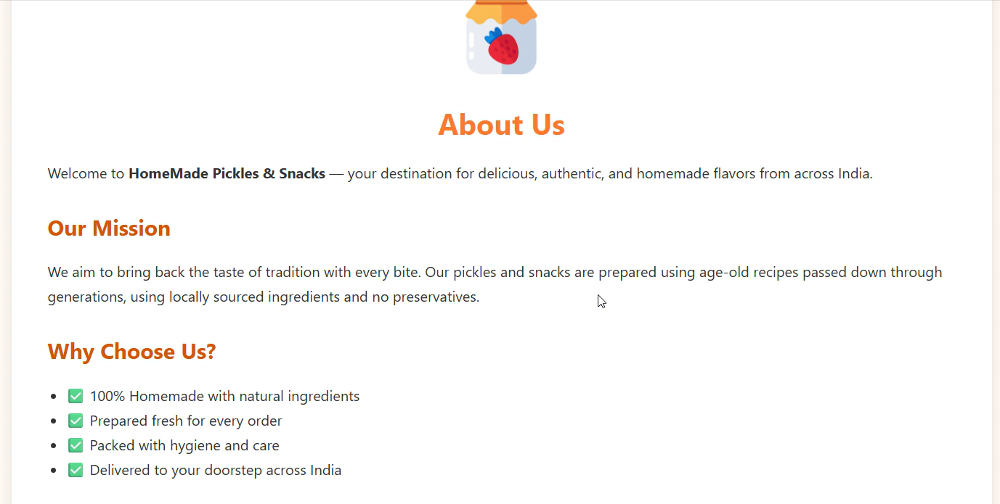 About Us
Welcome to HomeMade Pickles & Snacks — your destination for delicious, authentic, and homemade flavors from across India.
Our Mission
We aim to bring back the taste of tradition with every bite. Our pickles and snacks are prepared using age-old recipes passed down through
generations, using locally sourced ingredients and no preservatives.
Why Choose Us?
• ✅ 100% Homemade with natural ingredients
• ✅ Prepared fresh for every order
• ✅ Packed with hygiene and care
• ✅ Delivered to your doorstep across India